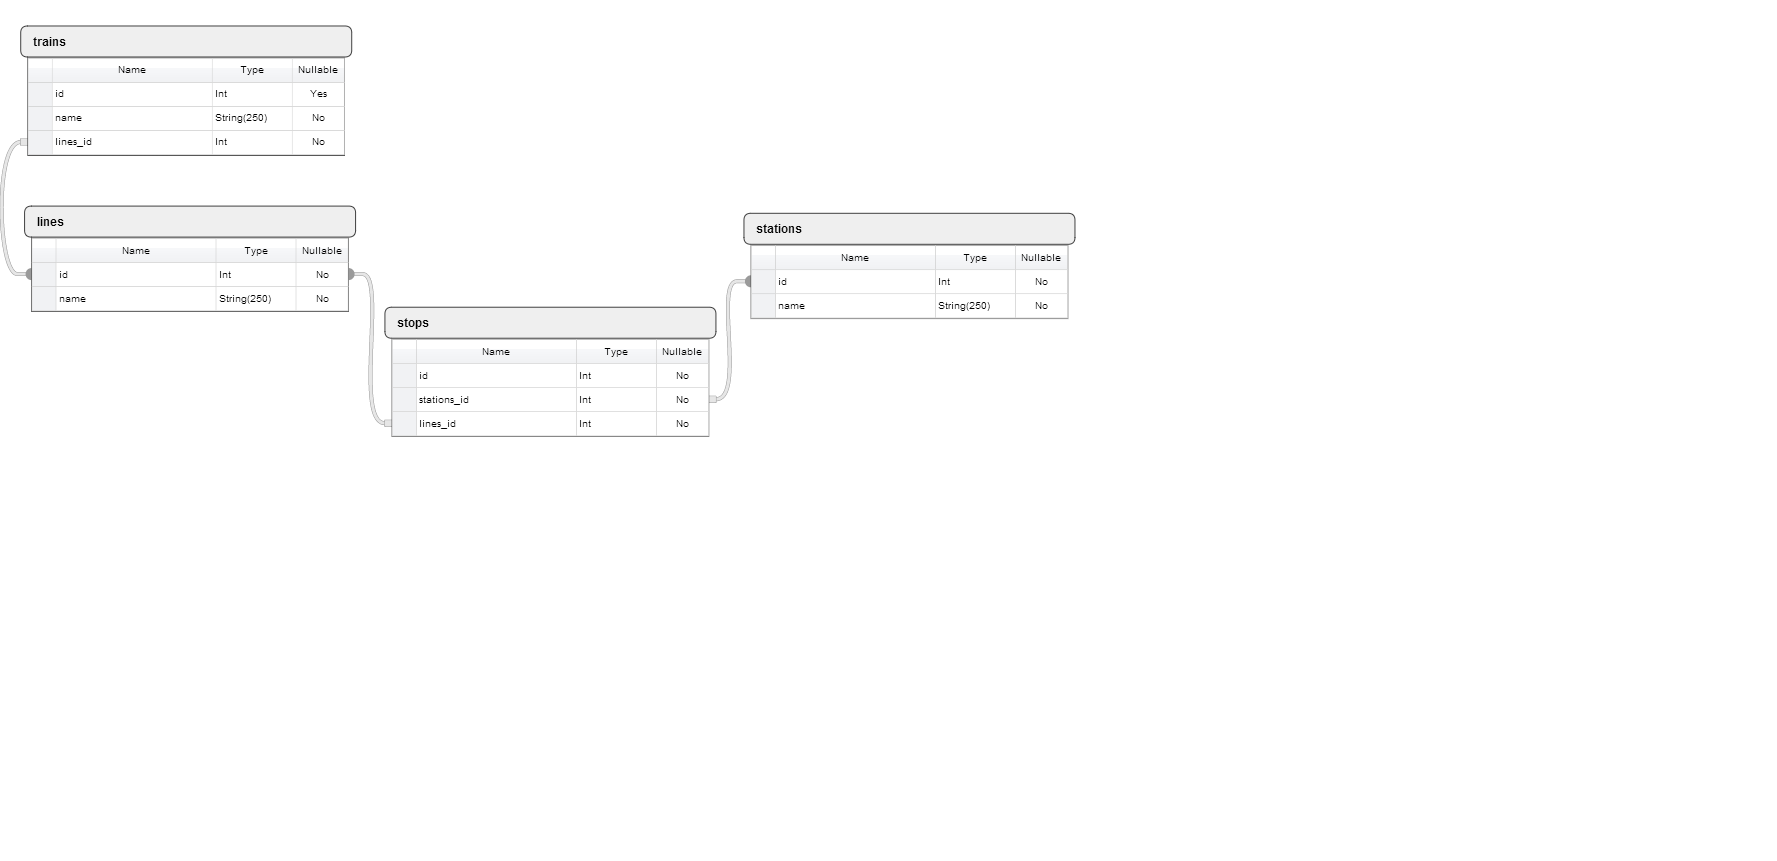 trains
Name Type Nullable
id Int Yes
name String(250) No
lines_id Int No
lines
Name Type Nullable
id Int No
name String(250) No
stops
Name Type Nullable
id Int No
stations_id Int No
lines_id Int No
stations
Name Type Nullable
id Int No
name String(250) No